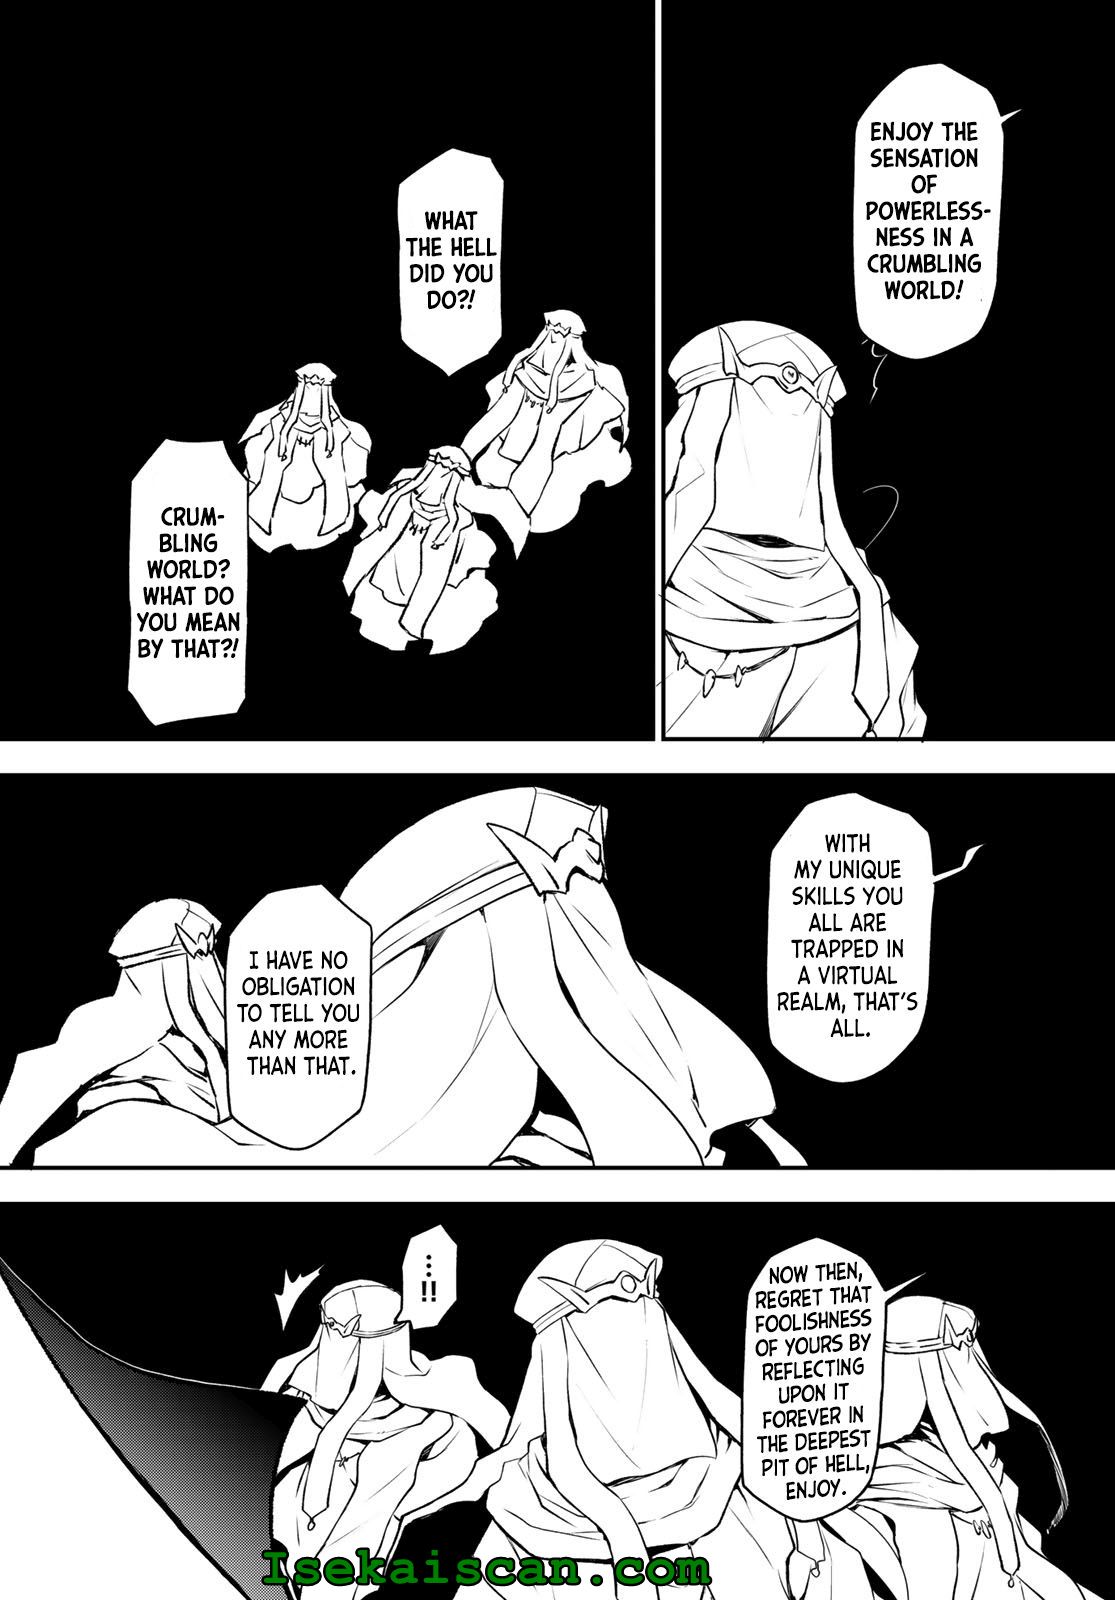 ENJOY THE
SENSATION
OF
POWERLESS-
NESS IN A
CRUMBLING
WORLD!
WHAT
THE HELL
DID YOU
DO?!
CRUM-
BLING
WORLD?
WHAT DO
YOU MEAN
BY THAT?!
WITH
MY UNIQUE
SKILLS YOU
ALL ARE
TRAPPED IN
A VIRTUAL
REALM, THAT'S
ALL.
I HAVE NO
OBLIGATION
TO TELL YOU
ANY MORE
THAN THAT.
NOW THEN,
REGRET THAT
FOOLISHNESS
OF YOURS BY
REFLECTING
UPON IT
FOREVER IN
THE DEEPEST
PIT OF HELL,
ENJOY.
...
!!
Isekaiscan.com